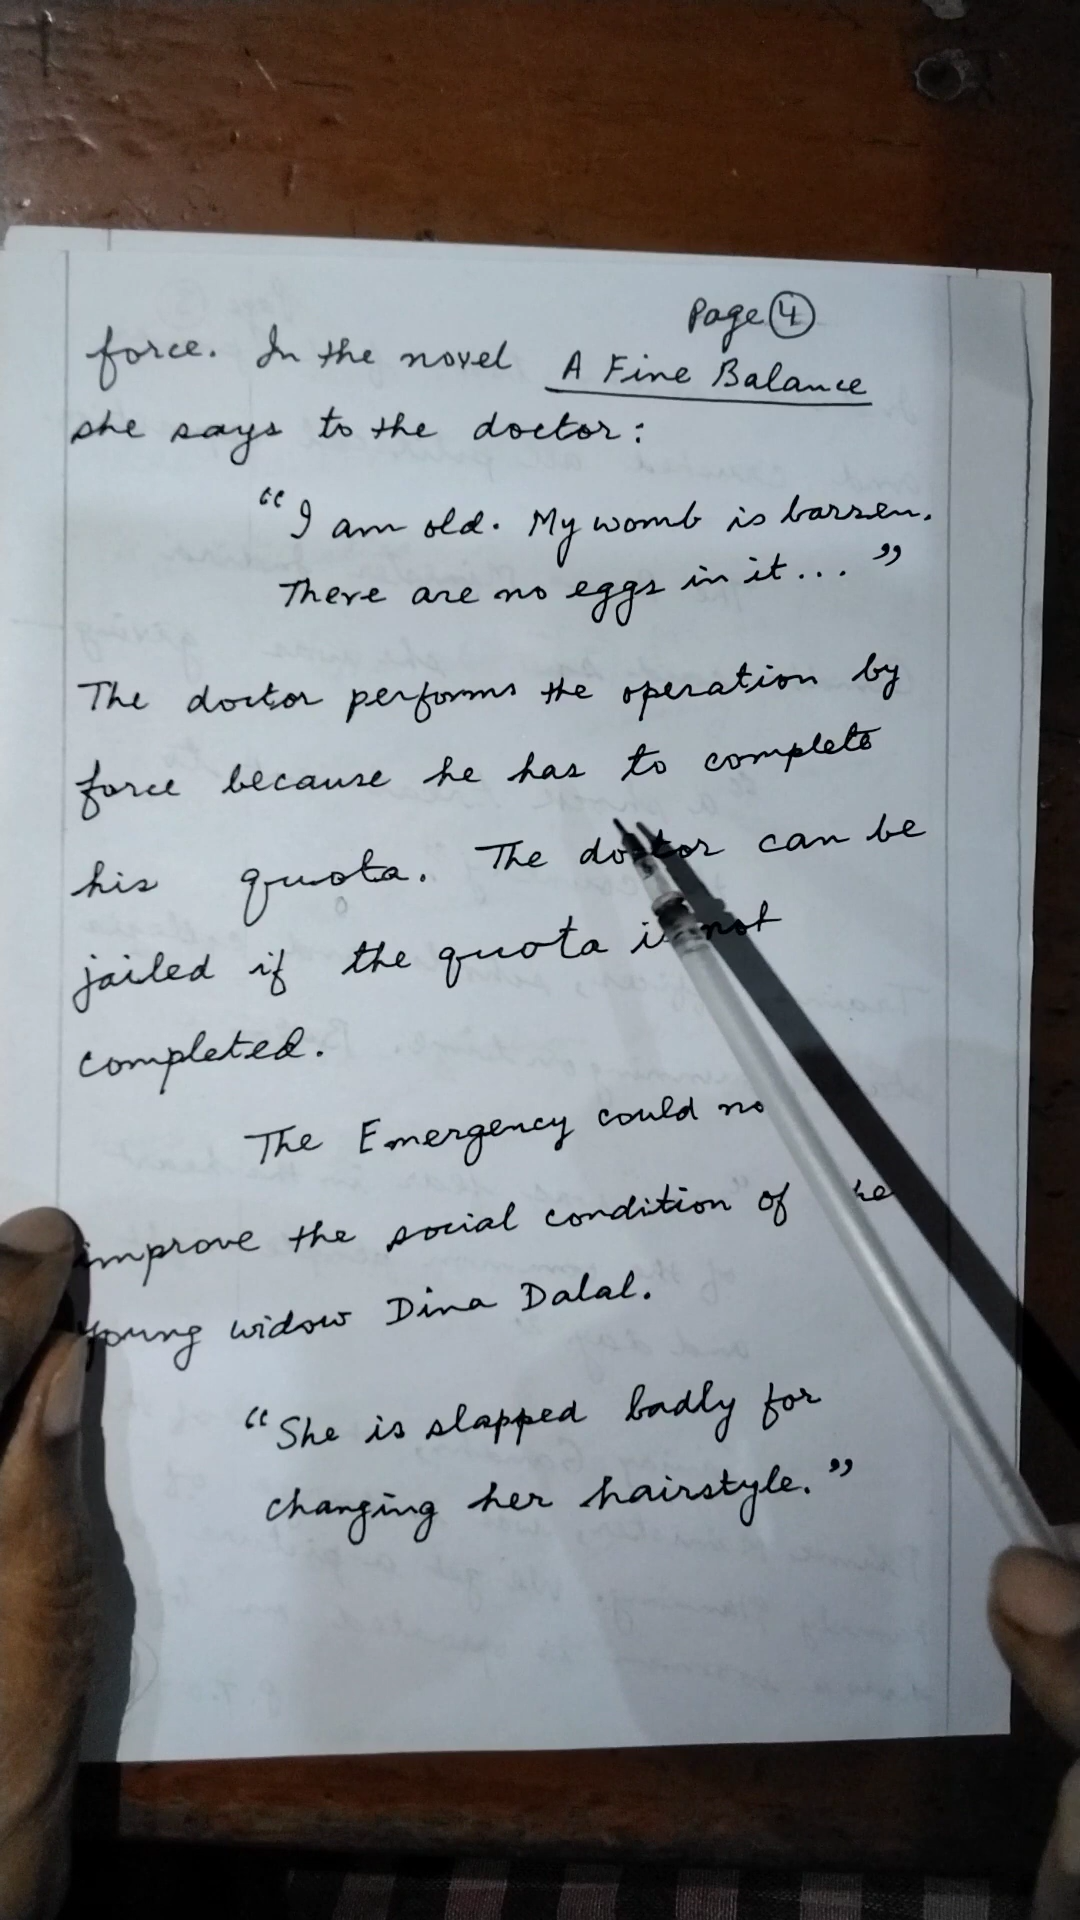 Page 4
force. In the novel A Fine Balance
she says to the doctor:
"I am old. My womb is barren.
There are no eggs in it... "
The doctor performs the operation by
force because he has to complete
his quota. The doctor can be
jailed if the quota is not
completed.
The Emergency could
improve the social condition of
young widow Dina Dalal.
"She is slapped badly for
changing her hairstyle."